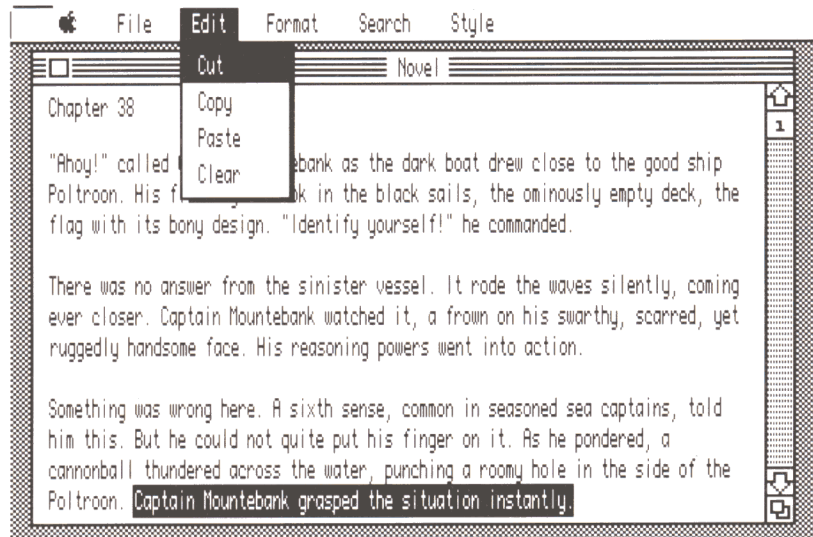 File Edit Format Search Style
Cut
Copy
Paste
Clear
Novel
Chapter 38
1
"Ahoy!" called ebank as the dark boat drew close to the good ship
Poltroon. His f ok in the black sails, the ominously empty deck, the
flag with its bony design. "Identify yourself!" he commanded.
There was no answer from the sinister vessel. It rode the waves silently, coming
ever closer. Captain Mountebank watched it, a frown on his swarthy, scarred, yet
ruggedly handsome face. His reasoning powers went into action.
Something was wrong here. A sixth sense, common in seasoned sea captains, told
him this. But he could not quite put his finger on it. As he pondered, a
cannonball thundered across the water, punching a roomy hole in the side of the
Poltroon. Captain Mountebank grasped the situation instantly.